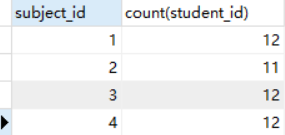 subject_id count(student_id)
1 12
2 11
3 12
4 12